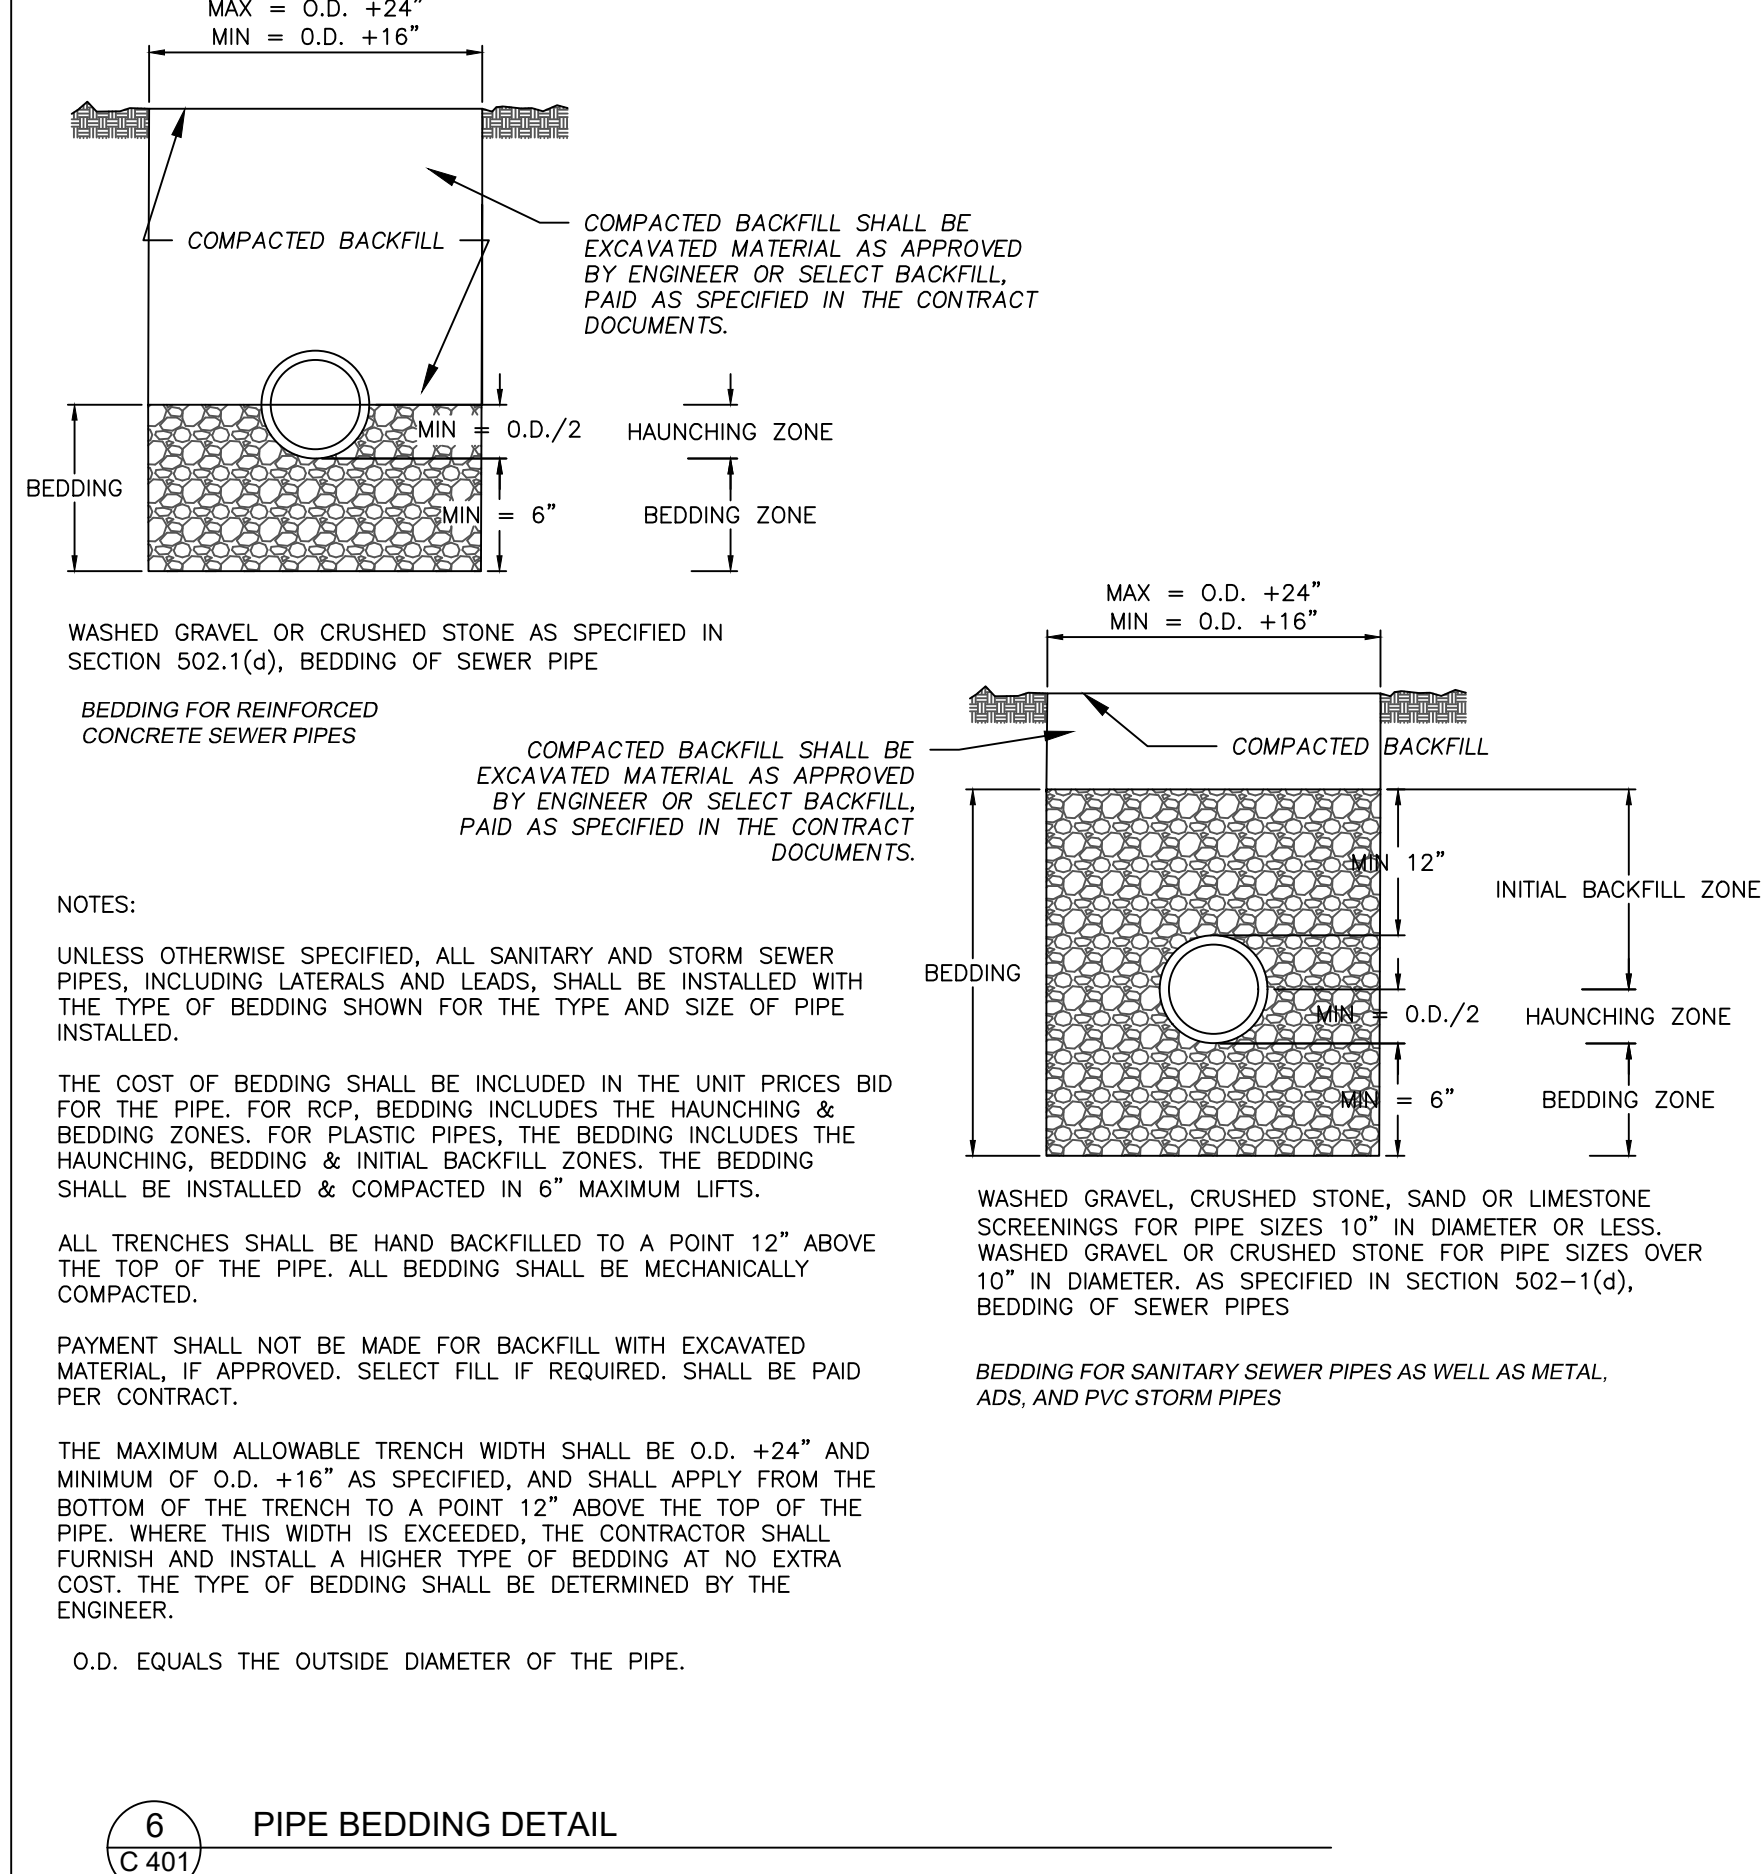 MAX = O.D. +24”
MIN = O.D. +16”
COMPACTED BACKFILL
COMPACTED BACKFILL SHALL BE
EXCAVATED MATERIAL AS APPROVED
BY ENGINEER OR SELECT BACKFILL,
PAID AS SPECIFIED IN THE CONTRACT
DOCUMENTS.
MIN = O.D./2
HAUNCHING ZONE
BEDDING
MIN = 6”
BEDDING ZONE
WASHED GRAVEL OR CRUSHED STONE AS SPECIFIED IN
SECTION 502.1(d), BEDDING OF SEWER PIPE
BEDDING FOR REINFORCED
CONCRETE SEWER PIPES
MAX = O.D. +24”
MIN = O.D. +16”
COMPACTED BACKFILL SHALL BE
EXCAVATED MATERIAL AS APPROVED
BY ENGINEER OR SELECT BACKFILL,
PAID AS SPECIFIED IN THE CONTRACT
DOCUMENTS.
COMPACTED BACKFILL
MIN 12”
INITIAL BACKFILL ZONE
BEDDING
MIN = O.D./2
HAUNCHING ZONE
MIN = 6”
BEDDING ZONE
WASHED GRAVEL, CRUSHED STONE, SAND OR LIMESTONE
SCREENINGS FOR PIPE SIZES 10” IN DIAMETER OR LESS.
WASHED GRAVEL OR CRUSHED STONE FOR PIPE SIZES OVER
10” IN DIAMETER. AS SPECIFIED IN SECTION 502-1(d),
BEDDING OF SEWER PIPES
BEDDING FOR SANITARY SEWER PIPES AS WELL AS METAL,
ADS, AND PVC STORM PIPES
NOTES:
UNLESS OTHERWISE SPECIFIED, ALL SANITARY AND STORM SEWER
PIPES, INCLUDING LATERALS AND LEADS, SHALL BE INSTALLED WITH
THE TYPE OF BEDDING SHOWN FOR THE TYPE AND SIZE OF PIPE
INSTALLED.
THE COST OF BEDDING SHALL BE INCLUDED IN THE UNIT PRICES BID
FOR THE PIPE. FOR RCP, BEDDING INCLUDES THE HAUNCHING &
BEDDING ZONES. FOR PLASTIC PIPES, THE BEDDING INCLUDES THE
HAUNCHING, BEDDING & INITIAL BACKFILL ZONES. THE BEDDING
SHALL BE INSTALLED & COMPACTED IN 6” MAXIMUM LIFTS.
ALL TRENCHES SHALL BE HAND BACKFILLED TO A POINT 12” ABOVE
THE TOP OF THE PIPE. ALL BEDDING SHALL BE MECHANICALLY
COMPACTED.
PAYMENT SHALL NOT BE MADE FOR BACKFILL WITH EXCAVATED
MATERIAL, IF APPROVED. SELECT FILL IF REQUIRED. SHALL BE PAID
PER CONTRACT.
THE MAXIMUM ALLOWABLE TRENCH WIDTH SHALL BE O.D. +24” AND
MINIMUM OF O.D. +16” AS SPECIFIED, AND SHALL APPLY FROM THE
BOTTOM OF THE TRENCH TO A POINT 12” ABOVE THE TOP OF THE
PIPE. WHERE THIS WIDTH IS EXCEEDED, THE CONTRACTOR SHALL
FURNISH AND INSTALL A HIGHER TYPE OF BEDDING AT NO EXTRA
COST. THE TYPE OF BEDDING SHALL BE DETERMINED BY THE
ENGINEER.
O.D. EQUALS THE OUTSIDE DIAMETER OF THE PIPE.
6
PIPE BEDDING DETAIL
C 401